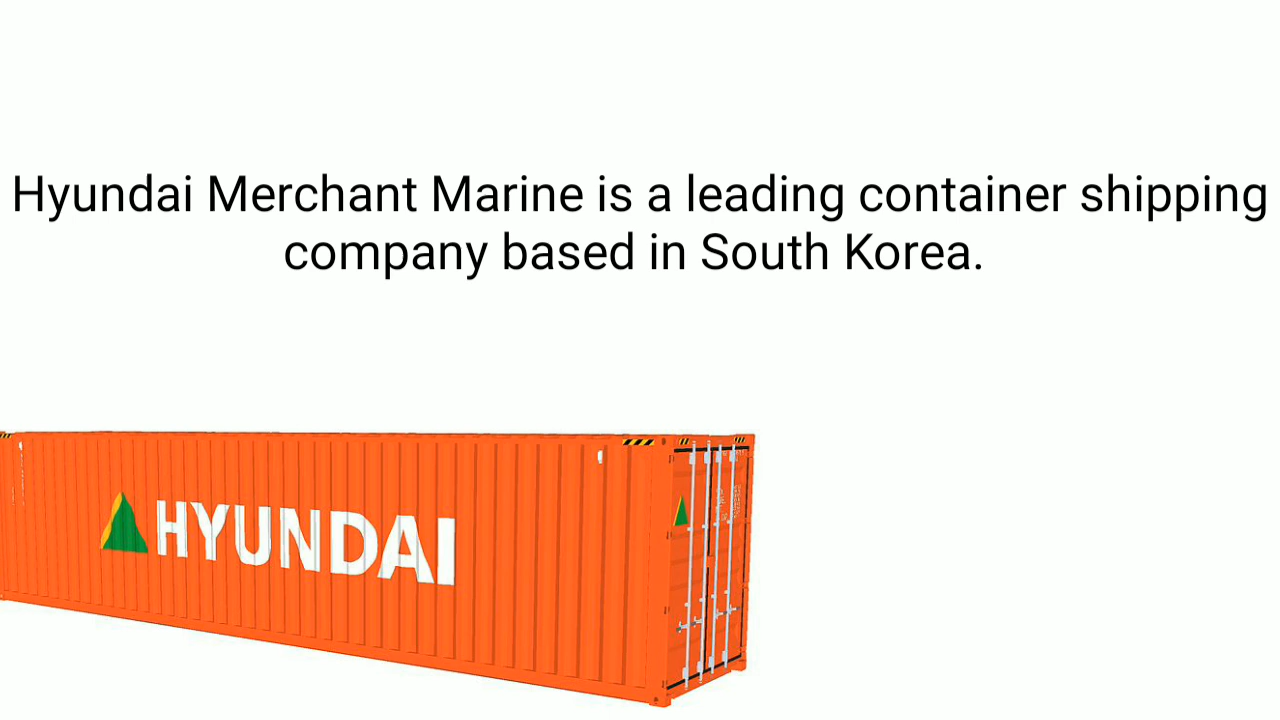 Hyundai Merchant Marine is a leading container shipping
company based in South Korea.
HYUNDAI